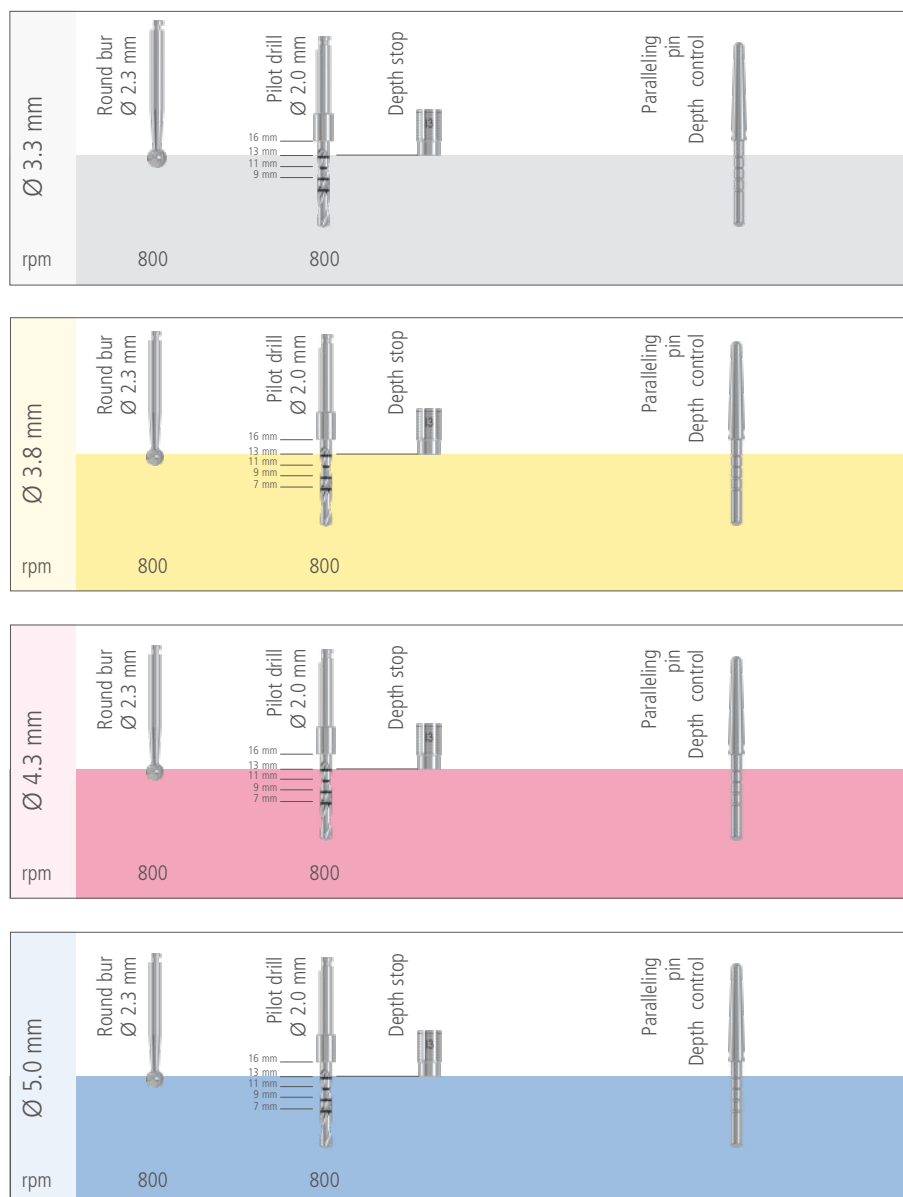 Ø 3.3 mm
Round bur
Ø 2.3 mm
Pilot drill
Ø 2.0 mm
Depth stop
Paralleling
pin
Depth control
16 mm
13 mm
11 mm
9 mm
13
rpm
800
800
Ø 3.8 mm
Round bur
Ø 2.3 mm
Pilot drill
Ø 2.0 mm
Depth stop
Paralleling
pin
Depth control
16 mm
13 mm
11 mm
9 mm
7 mm
13
rpm
800
800
Ø 4.3 mm
Round bur
Ø 2.3 mm
Pilot drill
Ø 2.0 mm
Depth stop
Paralleling
pin
Depth control
16 mm
13 mm
11 mm
9 mm
7 mm
13
rpm
800
800
Ø 5.0 mm
Round bur
Ø 2.3 mm
Pilot drill
Ø 2.0 mm
Depth stop
Paralleling
pin
Depth control
16 mm
13 mm
11 mm
9 mm
7 mm
13
rpm
800
800